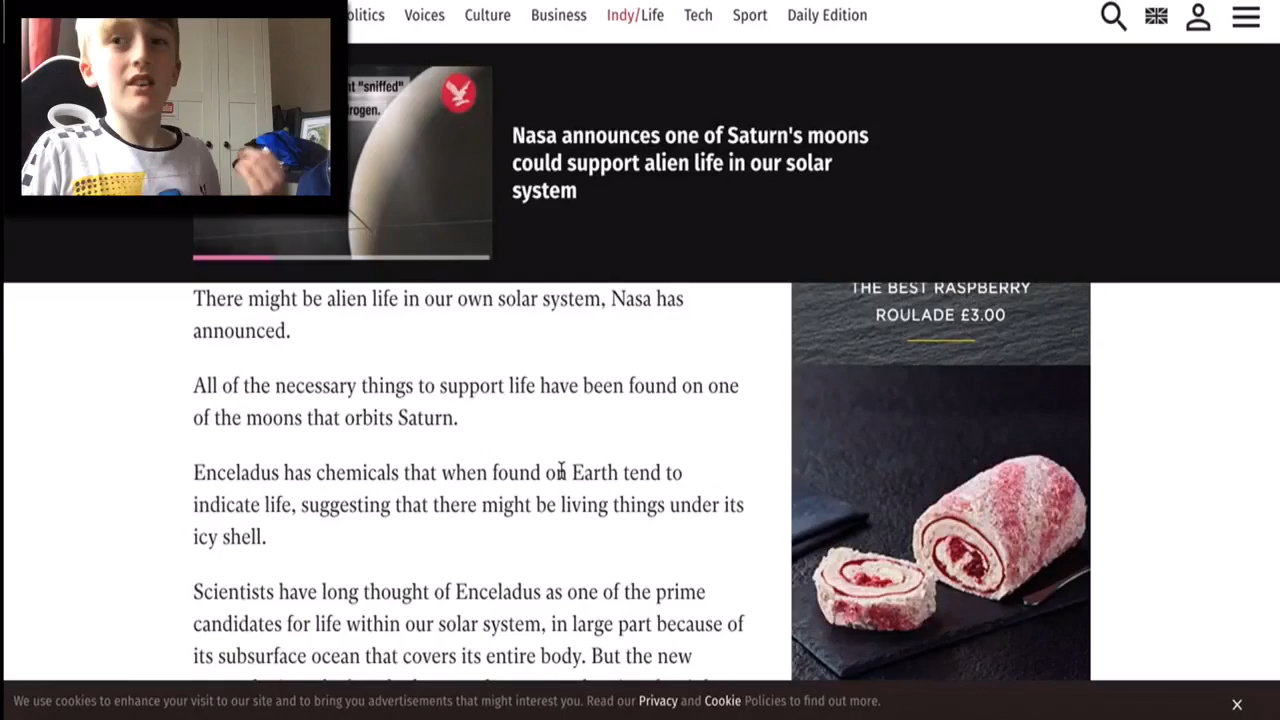 olitics Voices Culture Business Indy/Life Tech Sport Daily Edition
t "sniffed"
rogen.
Nasa announces one of Saturn's moons
could support alien life in our solar
system
There might be alien life in our own solar system, Nasa has
announced.
All of the necessary things to support life have been found on one
of the moons that orbits Saturn.
Enceladus has chemicals that when found on Earth tend to
indicate life, suggesting that there might be living things under its
icy shell.
Scientists have long thought of Enceladus as one of the prime
candidates for life within our solar system, in large part because of
its subsurface ocean that covers its entire body. But the new
THE BEST RASPBERRY
ROULADE £3.00
We use cookies to enhance your visit to our site and to bring you advertisements that might interest you. Read our Privacy and Cookie Policies to find out more.